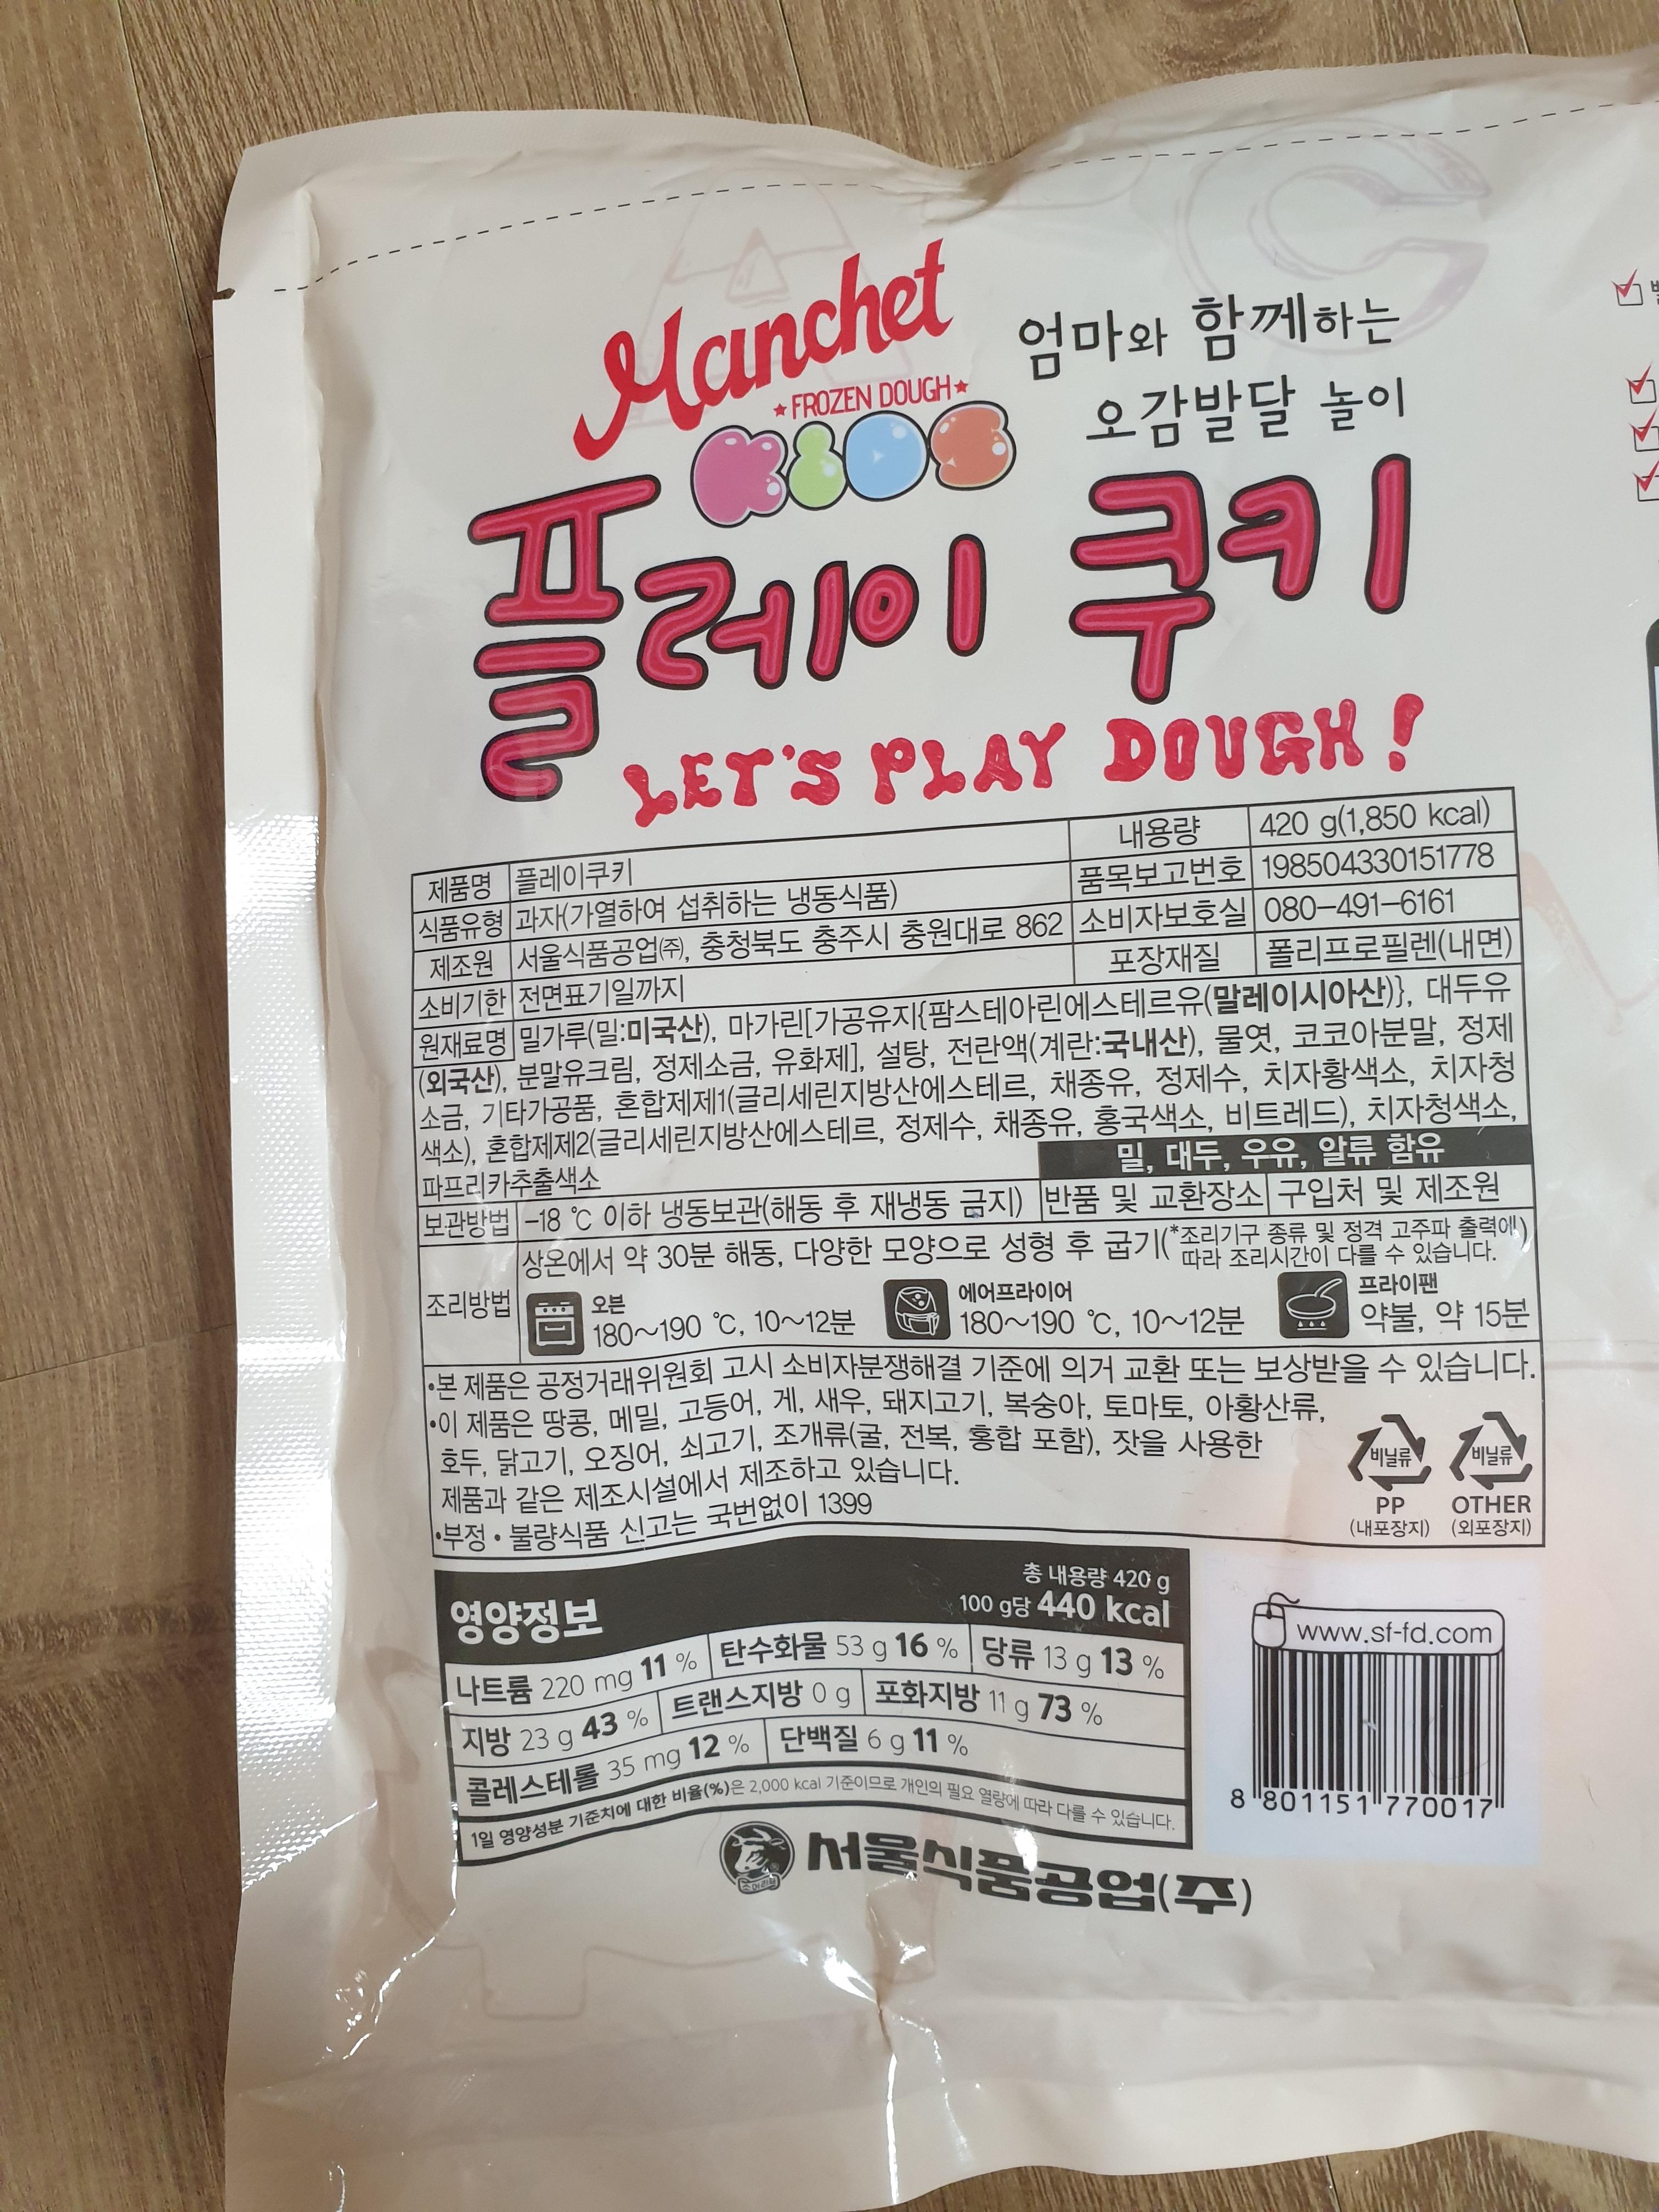 Manchet
★ FROZEN DOUGH ★
KIDS
엄마와 함께하는
오감발달 놀이
플레이 쿠키
LET'S PLAY DOUGH!
제품명 플레이쿠키 내용량 420 g(1,850 kcal)
식품유형 과자(가열하여 섭취하는 냉동식품) 품목보고번호 198504330151778
제조원 서울식품공업㈜, 충청북도 충주시 충원대로 862 소비자보호실 080-491-6161
소비기한 전면표기일까지 포장재질 폴리프로필렌(내면)
원재료명 밀가루(밀:미국산), 마가린[가공유지{팜스테아린에스테르유(말레이시아산)}, 대두유
(외국산), 분말유크림, 정제소금, 유화제], 설탕, 전란액(계란:국내산), 물엿, 코코아분말, 정제
소금, 기타가공품, 혼합제제1(글리세린지방산에스테르, 채종유, 정제수, 치자황색소, 치자청
색소), 혼합제제2(글리세린지방산에스테르, 정제수, 채종유, 홍국색소, 비트레드), 치자청색소,
파프리카추출색소
밀, 대두, 우유, 알류 함유
보관방법 -18 ℃ 이하 냉동보관(해동 후 재냉동 금지) 반품 및 교환장소 구입처 및 제조원
조리방법 상온에서 약 30분 해동, 다양한 모양으로 성형 후 굽기(*조리기구 종류 및 정격 고주파 출력에
따라 조리시간이 다를 수 있습니다.)
오븐
180~190 ℃, 10~12분
에어프라이어
180~190 ℃, 10~12분
프라이팬
약불, 약 15분
•본 제품은 공정거래위원회 고시 소비자분쟁해결 기준에 의거 교환 또는 보상받을 수 있습니다.
•이 제품은 땅콩, 메밀, 고등어, 게, 새우, 돼지고기, 복숭아, 토마토, 아황산류,
호두, 닭고기, 오징어, 쇠고기, 조개류(굴, 전복, 홍합 포함), 잣을 사용한
제품과 같은 제조시설에서 제조하고 있습니다.
•부정 • 불량식품 신고는 국번없이 1399
비닐류
PP
(내포장지)
비닐류
OTHER
(외포장지)
영양정보
총 내용량 420 g
100 g당 440 kcal
나트륨 220 mg 11 % 탄수화물 53 g 16 % 당류 13 g 13 %
지방 23 g 43 % 트랜스지방 0 g 포화지방 11 g 73 %
콜레스테롤 35 mg 12 % 단백질 6 g 11 %
1일 영양성분 기준치에 대한 비율(%)은 2,000 kcal 기준이므로 개인의 필요 열량에 따라 다를 수 있습니다.
www.sf-fd.com
8 801151 770017
서울식품공업(주)